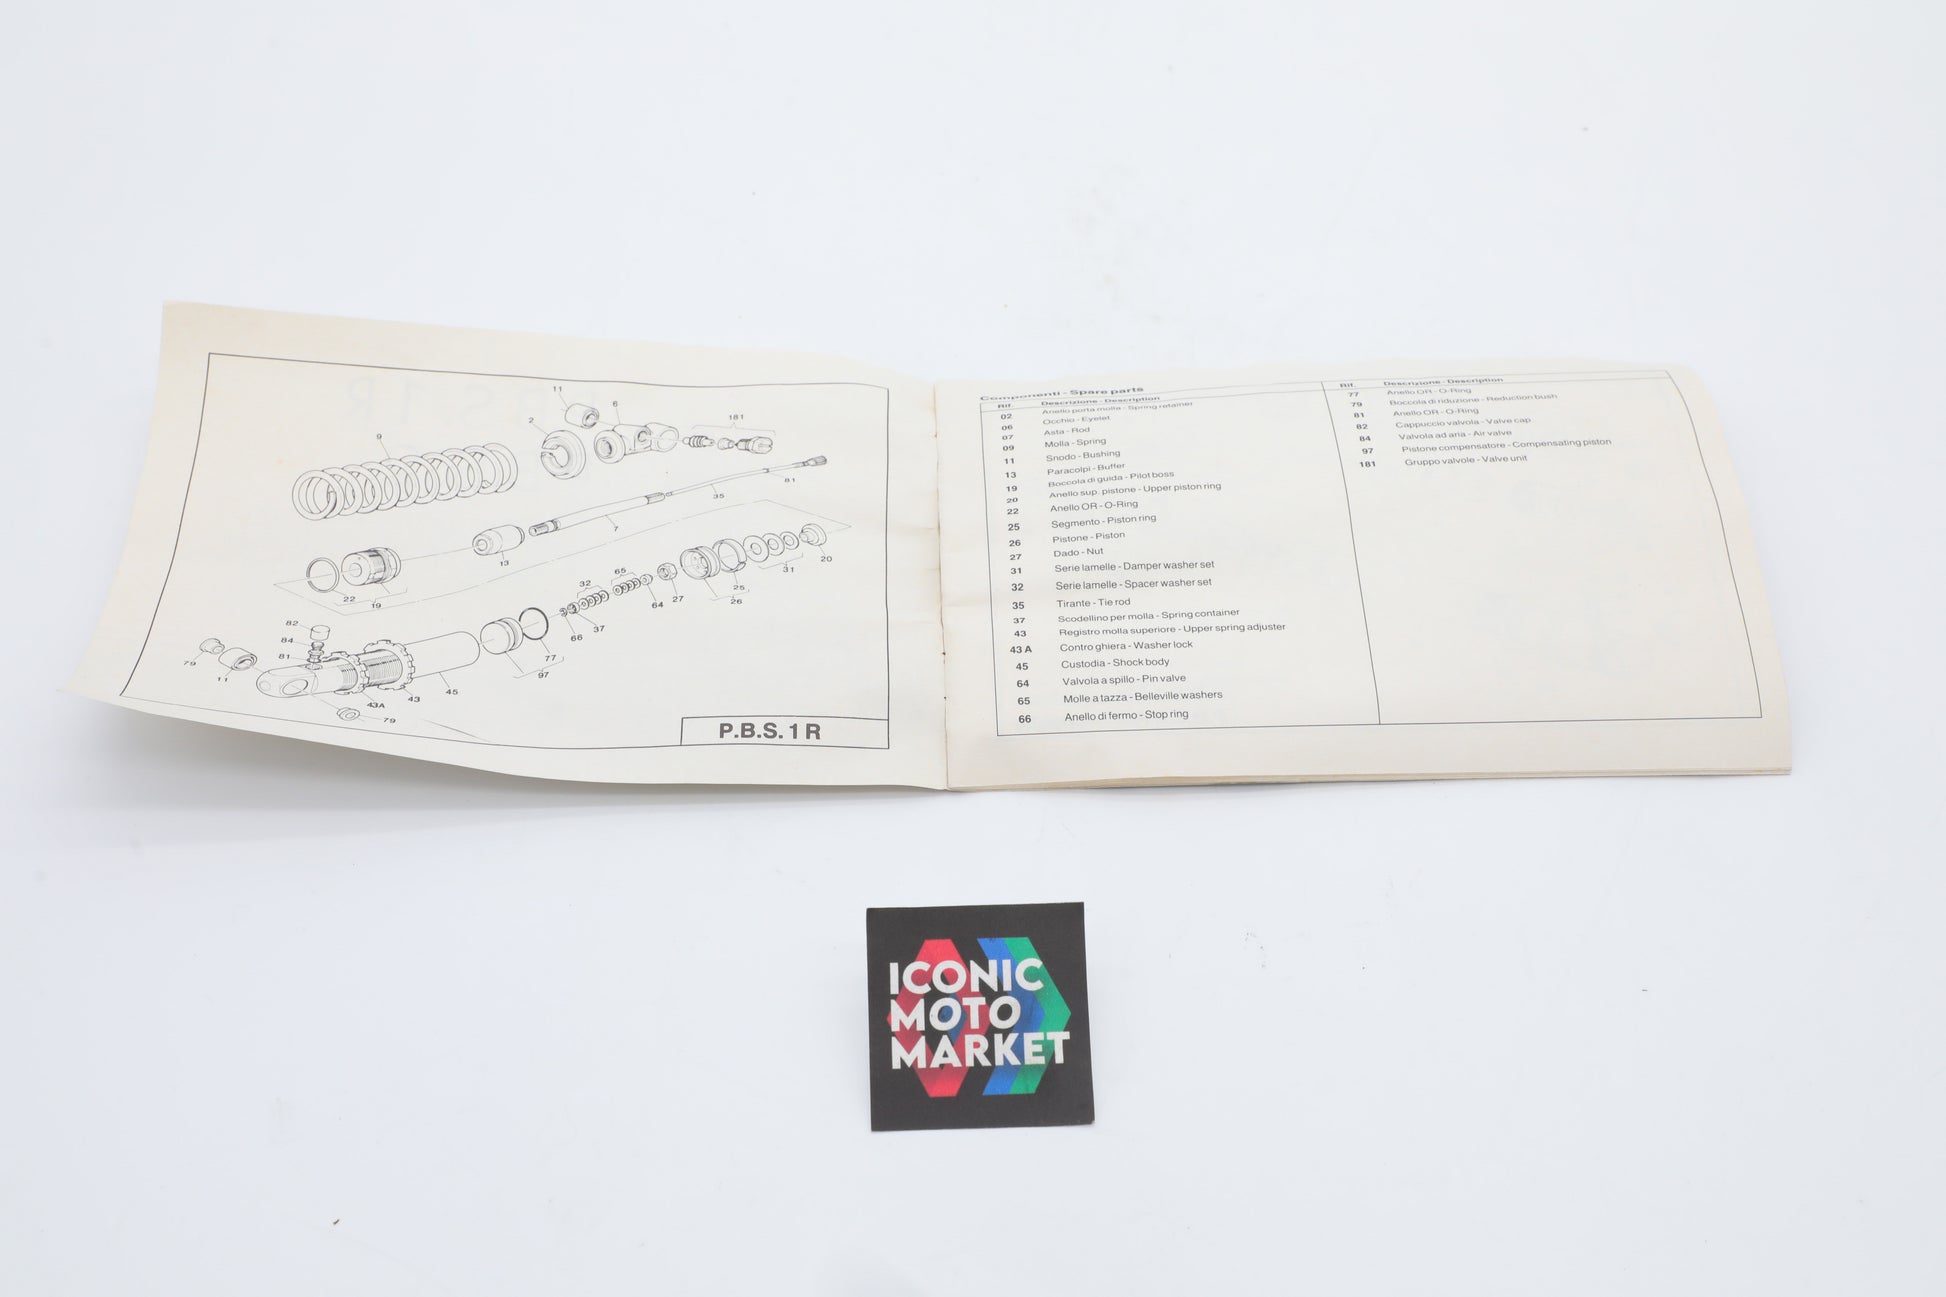 11
6
2
181
9
81
35
7
13
20
31
65
32
25
26
27
64
22
19
37
66
82
84
81
79
11
77
97
45
43
43A
79
P.B.S. 1 R
Componenti - Spare parts
Rif. Descrizione - Description
02 Anello porta molla - Spring retainer
06 Occhio - Eyelet
07 Asta - Rod
09 Molla - Spring
11 Snodo - Bushing
13 Paracolpi - Buffer
19 Boccola di guida - Pilot boss
20 Anello sup. pistone - Upper piston ring
22 Anello OR - O-Ring
25 Segmento - Piston ring
26 Pistone - Piston
27 Dado - Nut
31 Serie lamelle - Damper washer set
32 Serie lamelle - Spacer washer set
35 Tirante - Tie rod
37 Scodellino per molla - Spring container
43 Registro molla superiore - Upper spring adjuster
43 A Contro ghiera - Washer lock
45 Custodia - Shock body
64 Valvola a spillo - Pin valve
65 Molle a tazza - Belleville washers
66 Anello di fermo - Stop ring
Rif. Descrizione - Description
77 Anello OR - O-Ring
79 Boccola di riduzione - Reduction bush
81 Anello OR - O-Ring
82 Cappuccio valvola - Valve cap
84 Valvola ad aria - Air valve
97 Pistone compensatore - Compensating piston
181 Gruppo valvole - Valve unit
ICONIC
MOTO
MARKET